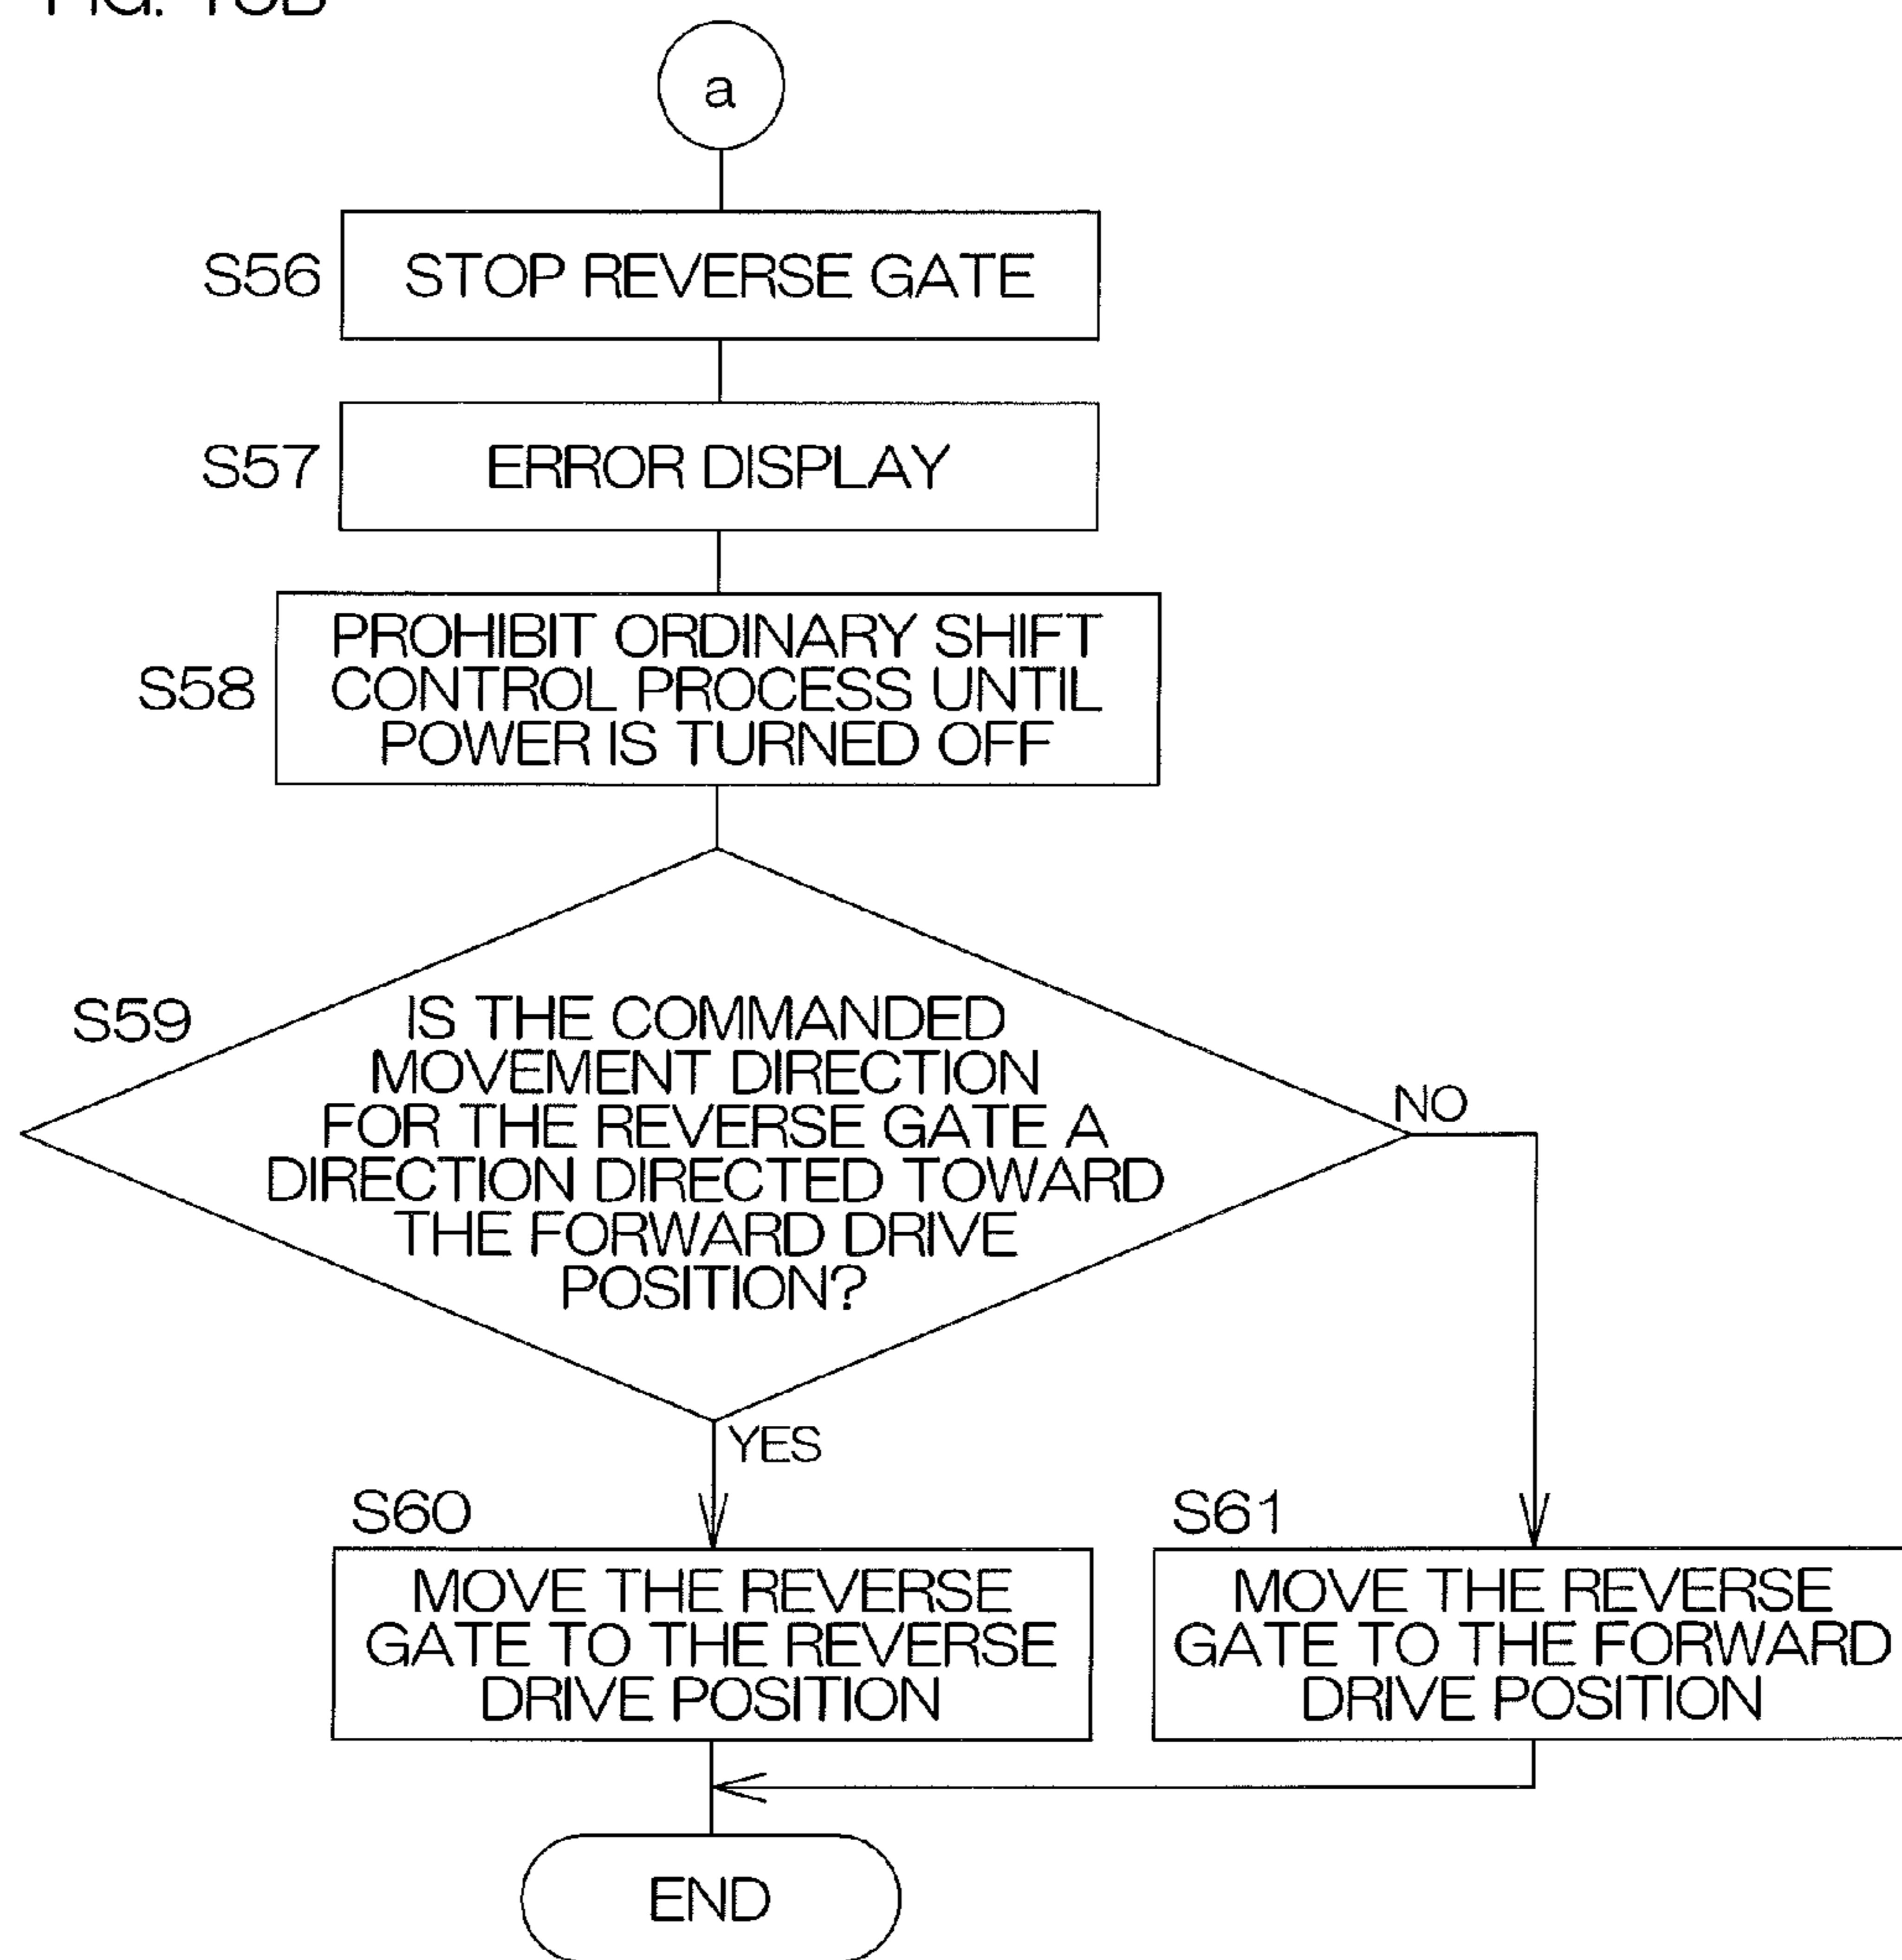 a
S56
STOP REVERSE GATE
S57
ERROR DISPLAY
S58
PROHIBIT ORDINARY SHIFT
CONTROL PROCESS UNTIL
POWER IS TURNED OFF
S59
IS THE COMMANDED
MOVEMENT DIRECTION
FOR THE REVERSE GATE A
DIRECTION DIRECTED TOWARD
THE FORWARD DRIVE
POSITION?
NO
YES
S60
MOVE THE REVERSE
GATE TO THE REVERSE
DRIVE POSITION
S61
MOVE THE REVERSE
GATE TO THE FORWARD
DRIVE POSITION
END